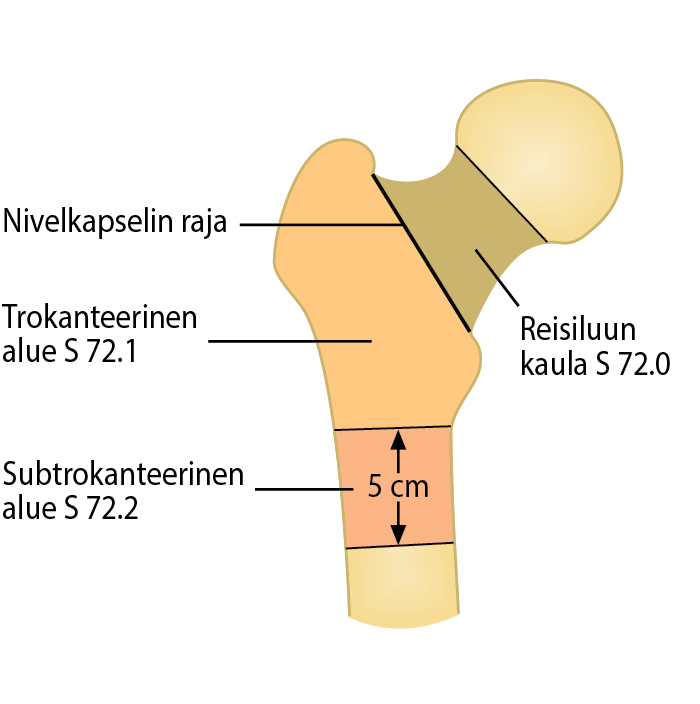 Nivelkapselin raja
Trokanteerinen
alue S 72.1
Reisiluun
kaula S 72.0
Subtrokanteerinen
alue S 72.2
5 cm